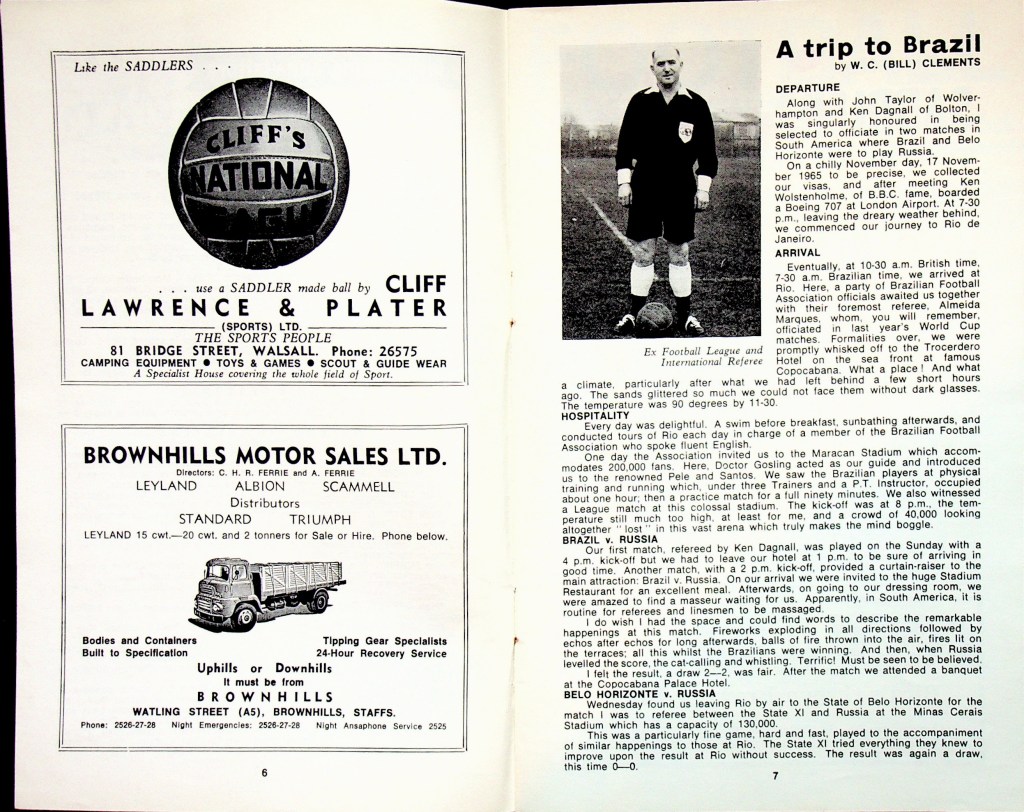 Like the SADDLERS . . .
CLIFF'S
NATIONAL
LEAGUE
. . . use a SADDLER made ball by CLIFF
LAWRENCE & PLATER
(SPORTS) LTD.
THE SPORTS PEOPLE
81 BRIDGE STREET, WALSALL. Phone: 26575
CAMPING EQUIPMENT ● TOYS & GAMES ● SCOUT & GUIDE WEAR
A Specialist House covering the whole field of Sport.
BROWNHILLS MOTOR SALES LTD.
Directors: C. H. R. FERRIE and A. FERRIE
LEYLAND ALBION SCAMMELL
Distributors
STANDARD TRIUMPH
LEYLAND 15 cwt.—20 cwt. and 2 tonners for Sale or Hire. Phone below.
Bodies and Containers
Built to Specification
Tipping Gear Specialists
24-Hour Recovery Service
Uphills or Downhills
It must be from
BROWNHILLS
WATLING STREET (A5), BROWNHILLS, STAFFS.
Phone: 2526-27-28 Night Emergencies: 2526-27-28 Night Ansaphone Service 2525
6
A trip to Brazil
by W. C. (BILL) CLEMENTS
DEPARTURE
Along with John Taylor of Wolver-
hampton and Ken Dagnall of Bolton, I
was singularly honoured in being
selected to officiate in two matches in
South America where Brazil and Belo
Horizonte were to play Russia.
On a chilly November day, 17 Novem-
ber 1965 to be precise, we collected
our visas, and after meeting Ken
Wolstenholme, of B.B.C. fame, boarded
a Boeing 707 at London Airport. At 7-30
p.m., leaving the dreary weather behind,
we commenced our journey to Rio de
Janeiro.
ARRIVAL
Eventually, at 10-30 a.m. British time,
7-30 a.m. Brazilian time, we arrived at
Rio. Here, a party of Brazilian Football
Association officials awaited us together
with their foremost referee, Almeida
Marques, whom, you will remember,
officiated in last year's World Cup
matches. Formalities over, we were
promptly whisked off to the Trocerdero
Hotel on the sea front at famous
Copocabana. What a place! And what
Ex Football League and
International Referee
a climate, particularly after what we had left behind a few short hours
ago. The sands glittered so much we could not face them without dark glasses.
The temperature was 90 degrees by 11-30.
HOSPITALITY
Every day was delightful. A swim before breakfast, sunbathing afterwards, and
conducted tours of Rio each day in charge of a member of the Brazilian Football
Association who spoke fluent English.
One day the Association invited us to the Maracan Stadium which accom-
modates 200,000 fans. Here, Doctor Gosling acted as our guide and introduced
us to the renowned Pele and Santos. We saw the Brazilian players at physical
training and running which, under three Trainers and a P.T. Instructor, occupied
about one hour; then a practice match for a full ninety minutes. We also witnessed
a League match at this colossal stadium. The kick-off was at 8 p.m., the tem-
perature still much too high, at least for me, and a crowd of 40,000 looking
altogether " lost " in this vast arena which truly makes the mind boggle.
BRAZIL v. RUSSIA
Our first match, refereed by Ken Dagnall, was played on the Sunday with a
4 p.m. kick-off but we had to leave our hotel at 1 p.m. to be sure of arriving in
good time. Another match, with a 2 p.m. kick-off, provided a curtain-raiser to the
main attraction: Brazil v. Russia. On our arrival we were invited to the huge Stadium
Restaurant for an excellent meal. Afterwards, on going to our dressing room, we
were amazed to find a masseur waiting for us. Apparently, in South America, it is
routine for referees and linesmen to be massaged.
I do wish I had the space and could find words to describe the remarkable
happenings at this match. Fireworks exploding in all directions followed by
echos after echos for long afterwards, balls of fire thrown into the air, fires lit on
the terraces; all this whilst the Brazilians were winning. And then, when Russia
levelled the score, the cat-calling and whistling. Terrific! Must be seen to be believed.
I felt the result, a draw 2—2, was fair. After the match we attended a banquet
at the Copocabana Palace Hotel.
BELO HORIZONTE v. RUSSIA
Wednesday found us leaving Rio by air to the State of Belo Horizonte for the
match I was to referee between the State XI and Russia at the Minas Cerais
Stadium which has a capacity of 130,000.
This was a particularly fine game, hard and fast, played to the accompaniment
of similar happenings to those at Rio. The State XI tried everything they knew to
improve upon the result at Rio without success. The result was again a draw,
this time 0—0.
7